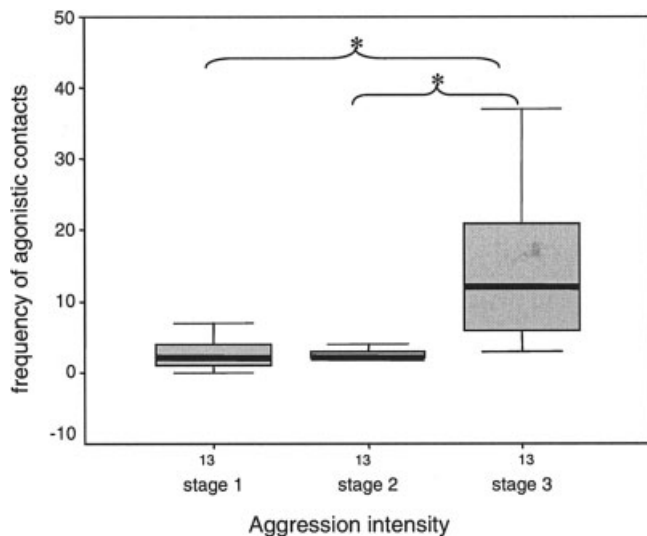 50
40
30
20
10
0
-10
frequency of agonistic contacts
*
*
13 13 13
stage 1 stage 2 stage 3
Aggression intensity